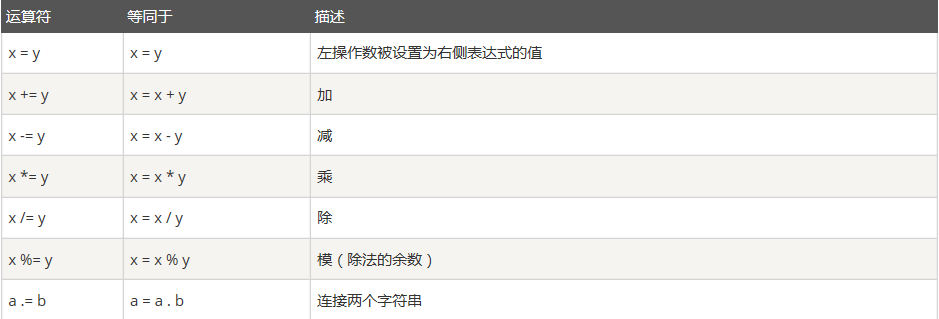 运算符 等同于 描述
x = y x = y 左操作数被设置为右侧表达式的值
x += y x = x + y 加
x -= y x = x - y 减
x *= y x = x * y 乘
x /= y x = x / y 除
x %= y x = x % y 模（除法的余数）
a .= b a = a . b 连接两个字符串